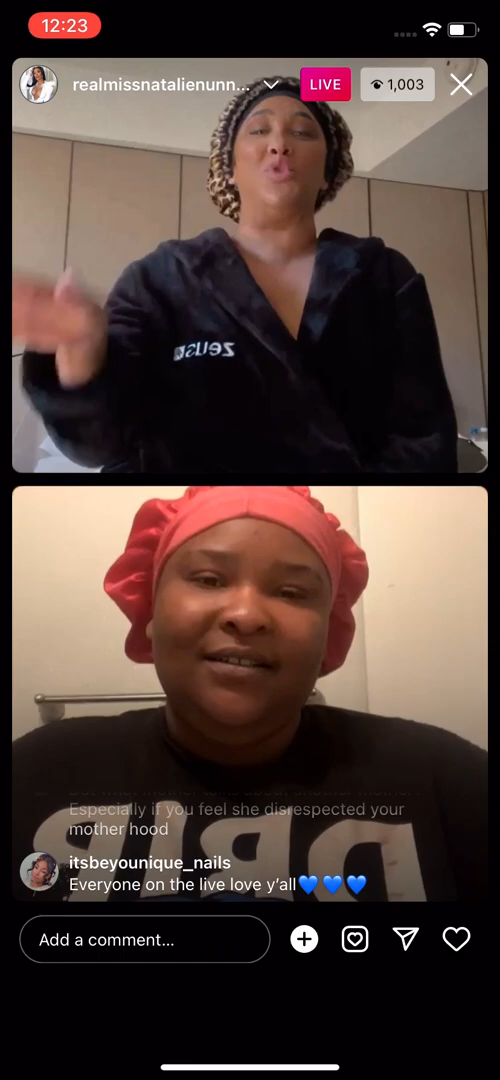 12:23
realmissnatalienunn...
LIVE
1,003
zeus
Especially if you feel she disrespected your
mother hood
itsbeyounique_nails
Everyone on the live love y'all💙💙💙
Add a comment...